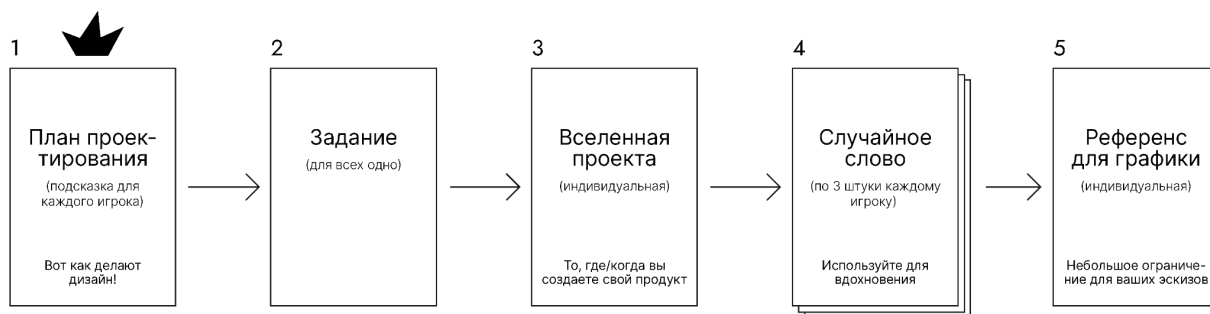 1
План проек-
тирования
(подсказка для
каждого игрока)
Вот как делают
дизайн!
2
Задание
(для всех одно)
3
Вселенная
проекта
(индивидуальная)
То, где/когда вы
создаете свой продукт
4
Случайное
слово
(по 3 штуки каждому
игроку)
Используйте для
вдохновения
5
Референс
для графики
(индивидуальная)
Небольшое ограниче-
ние для ваших эскизов